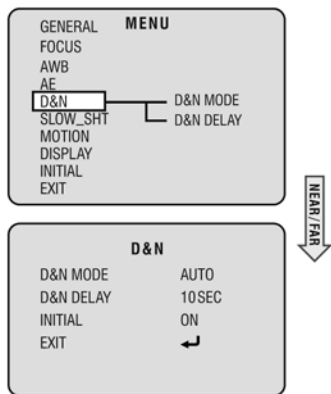 MENU
GENERAL
FOCUS
AWB
AE
D&N
D&N MODE
SLOW_SHT
D&N DELAY
MOTION
DISPLAY
INITIAL
EXIT
NEAR/FAR
D&N
D&N MODE AUTO
D&N DELAY 10SEC
INITIAL ON
EXIT ↵